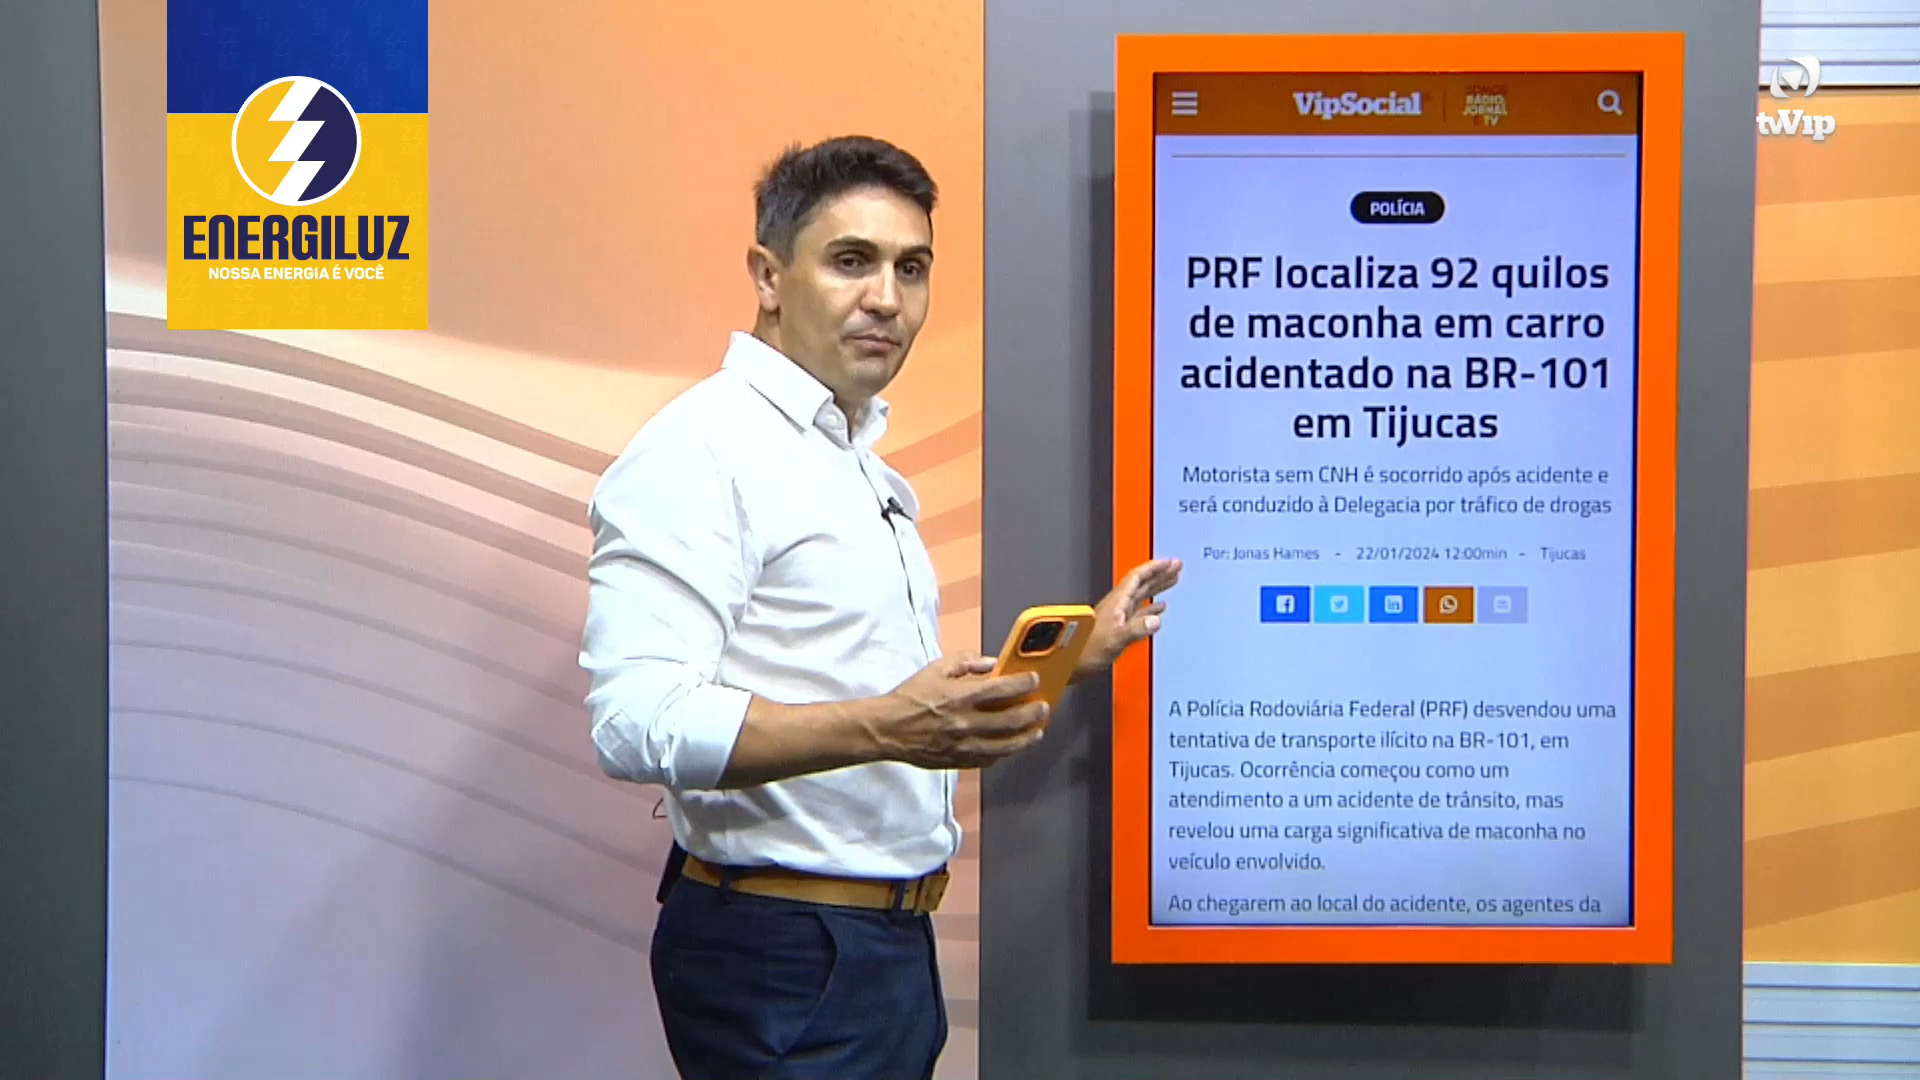 ENERGILUZ
NOSSA ENERGIA É VOCÊ
VipSocial
SOMOS
RÁDIO,
JORNAL
E TV
tvVip
POLÍCIA
PRF localiza 92 quilos
de maconha em carro
acidentado na BR-101
em Tijucas
Motorista sem CNH é socorrido após acidente e
será conduzido à Delegacia por tráfico de drogas
Por: Jonas Hames - 22/01/2024 12:00min - Tijucas
A Polícia Rodoviária Federal (PRF) desvendou uma
tentativa de transporte ilícito na BR-101, em
Tijucas. Ocorrência começou como um
atendimento a um acidente de trânsito, mas
revelou uma carga significativa de maconha no
veículo envolvido.
Ao chegarem ao local do acidente, os agentes da